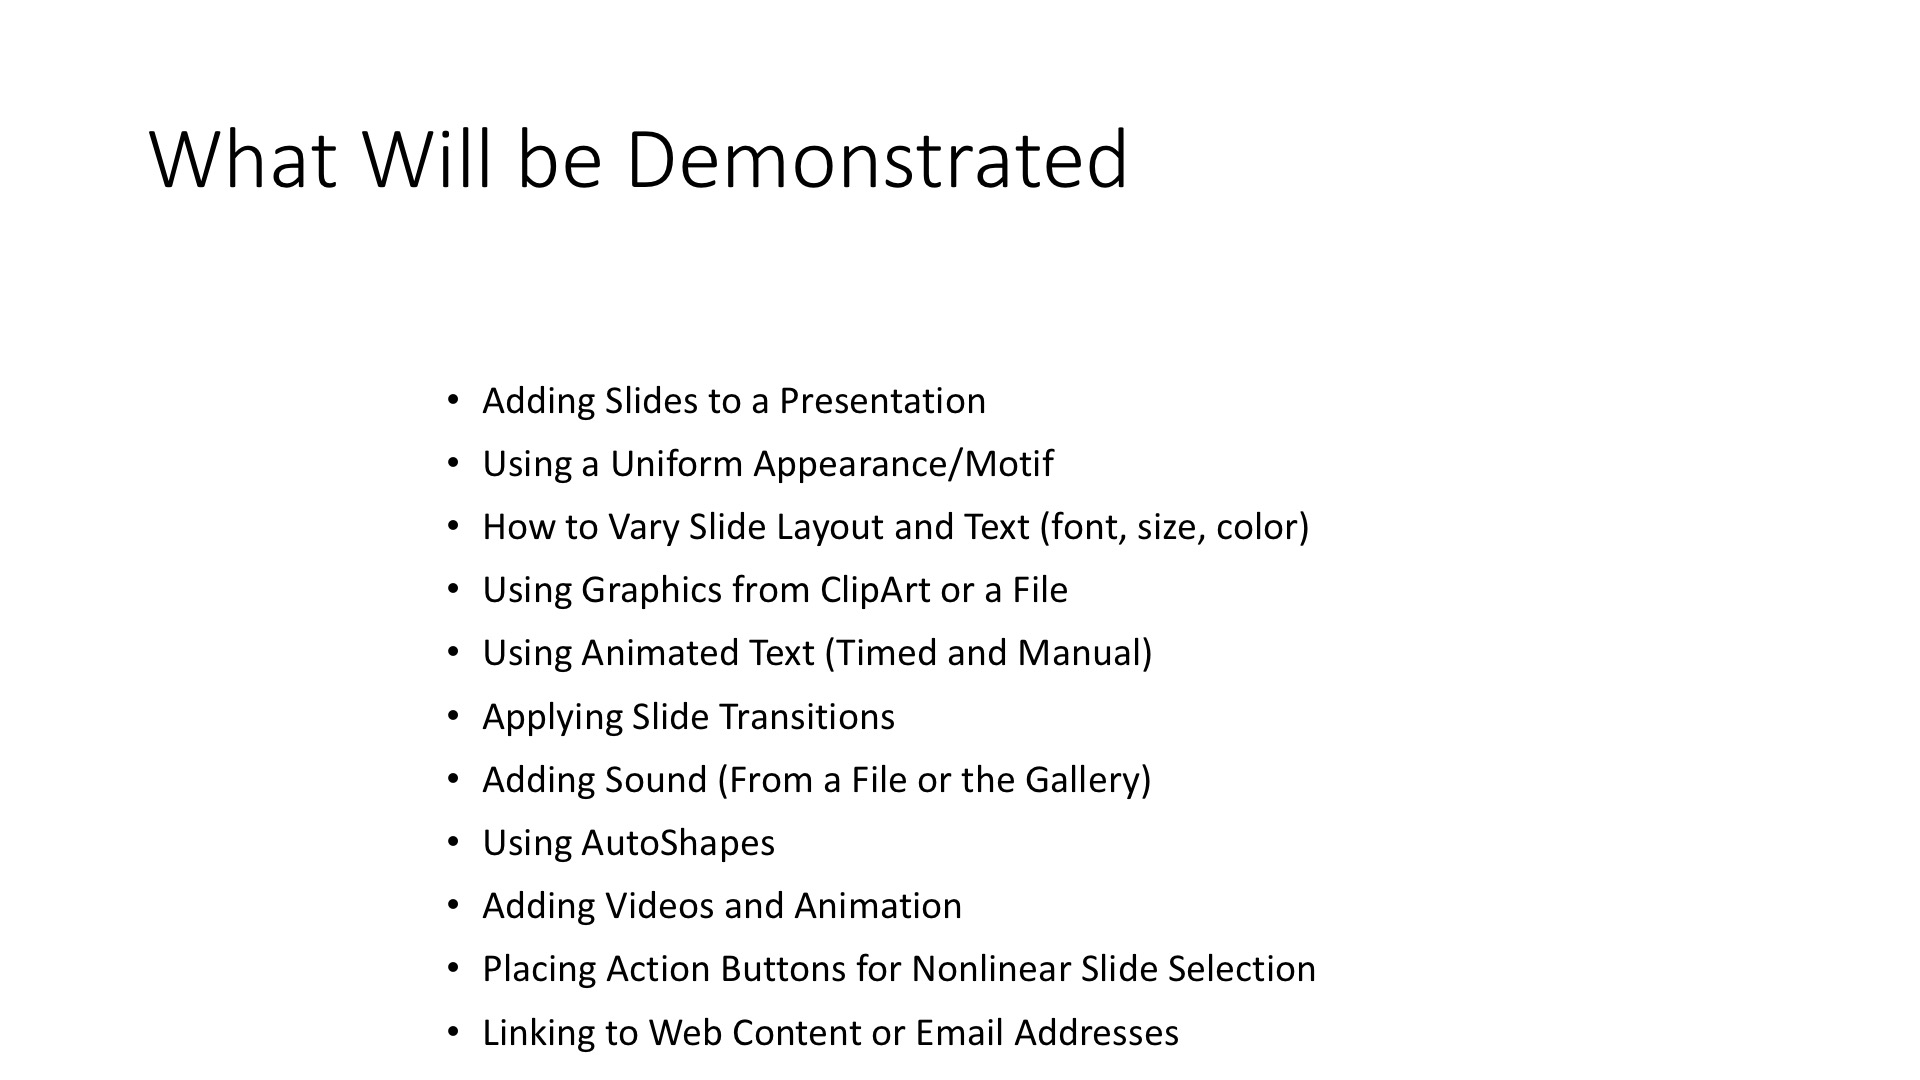 What Will be Demonstrated
• Adding Slides to a Presentation
• Using a Uniform Appearance/Motif
• How to Vary Slide Layout and Text (font, size, color)
• Using Graphics from ClipArt or a File
• Using Animated Text (Timed and Manual)
• Applying Slide Transitions
• Adding Sound (From a File or the Gallery)
• Using AutoShapes
• Adding Videos and Animation
• Placing Action Buttons for Nonlinear Slide Selection
• Linking to Web Content or Email Addresses